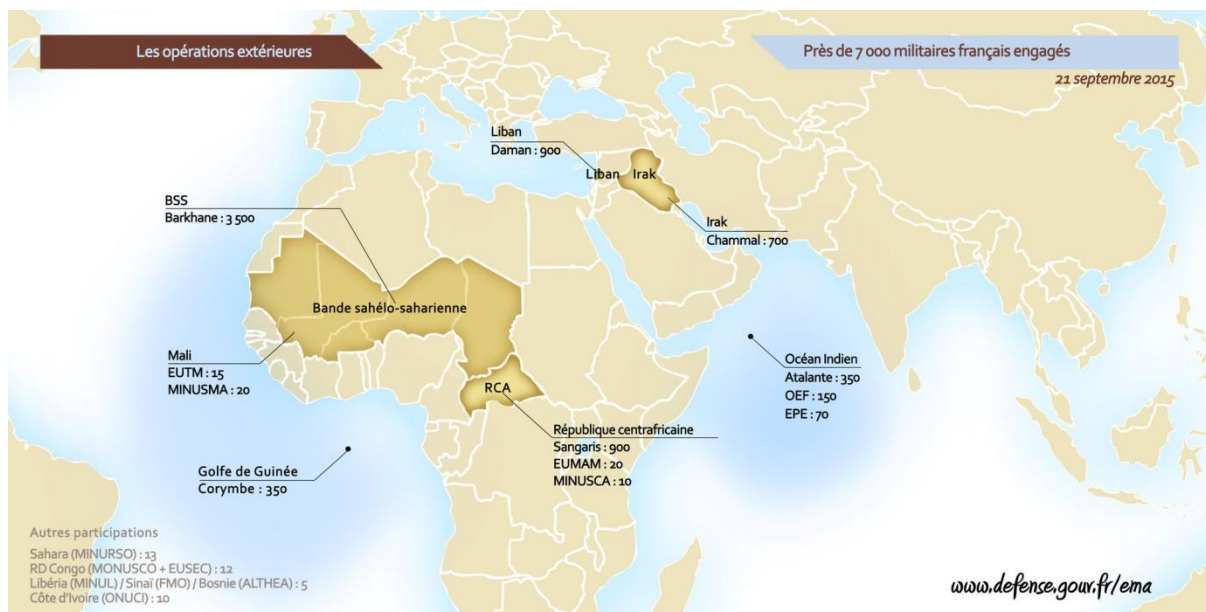 Les opérations extérieures
Près de 7 000 militaires français engagés
21 septembre 2015
Liban
Daman : 900
Liban
Irak
Irak
Chammal : 700
BSS
Barkhane : 3 500
Bande sahélo-saharienne
Mali
EUTM : 15
MINUSMA : 20
RCA
République centrafricaine
Sangaris : 900
EUMAM : 20
MINUSCA : 10
Océan Indien
Atalante : 350
OEF : 150
EPE : 70
Golfe de Guinée
Corymbe : 350
Autres participations
Sahara (MINURSO) : 13
RD Congo (MONUSCO + EUSEC) : 12
Libéria (MINUL) / Sinaï (FMO) / Bosnie (ALTHEA) : 5
Côte d'Ivoire (ONUCI) : 10
www.defense.gouv.fr/ema